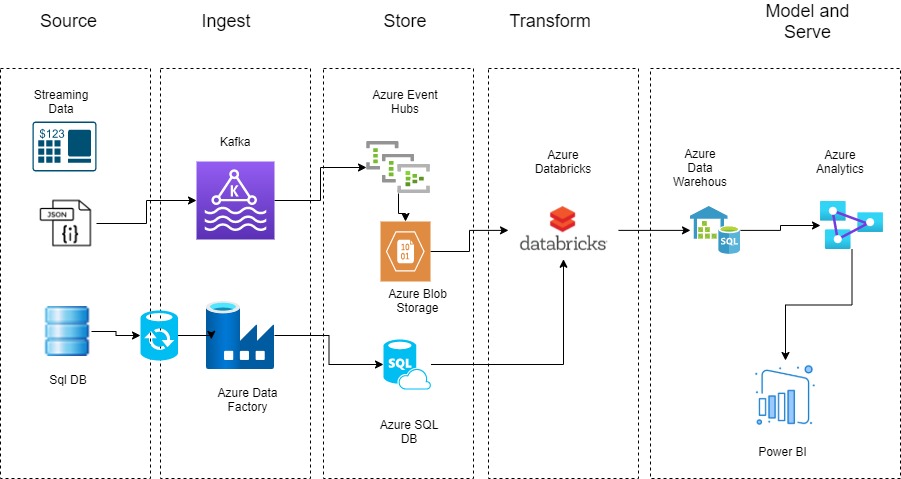 Source
Ingest
Store
Transform
Model and
Serve
Streaming
Data
$123
JSON
{i}
Sql DB
Kafka
K
Azure Data
Factory
Azure Event
Hubs
10
01
Azure Blob
Storage
SQL
Azure SQL
DB
Azure
Databricks
databricks
Azure
Data
Warehous
SQL
Azure
Analytics
Power BI